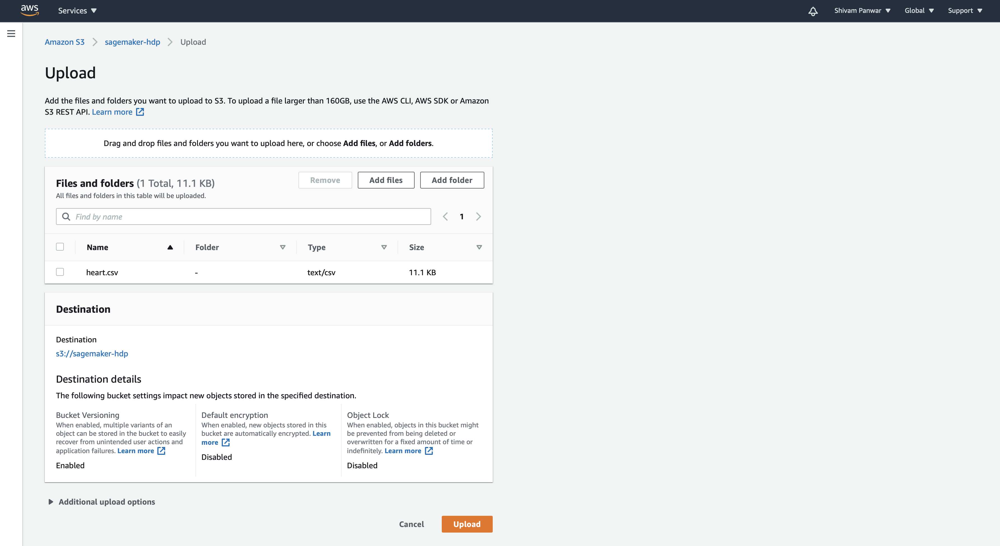 aws Services Shivam Panwar Global Support
Amazon S3 sagemaker-hdp Upload
Upload
Add the files and folders you want to upload to S3. To upload a file larger than 160GB, use the AWS CLI, AWS SDK or Amazon
S3 REST API. Learn more
Drag and drop files and folders you want to upload here, or choose Add files, or Add folders.
Files and folders (1 Total, 11.1 KB)
Remove Add files Add folder
All files and folders in this table will be uploaded.
Find by name 1
Name Folder Type Size
heart.csv - text/csv 11.1 KB
Destination
Destination
s3://sagemaker-hdp
Destination details
The following bucket settings impact new objects stored in the specified destination.
Bucket Versioning
When enabled, multiple variants of an
object can be stored in the bucket to easily
recover from unintended user actions and
application failures. Learn more
Enabled
Default encryption
When enabled, new objects stored in this
bucket are automatically encrypted. Learn
more
Disabled
Object Lock
When enabled, objects in this bucket might
be prevented from being deleted or
overwritten for a fixed amount of time or
indefinitely. Learn more
Disabled
Additional upload options
Cancel Upload